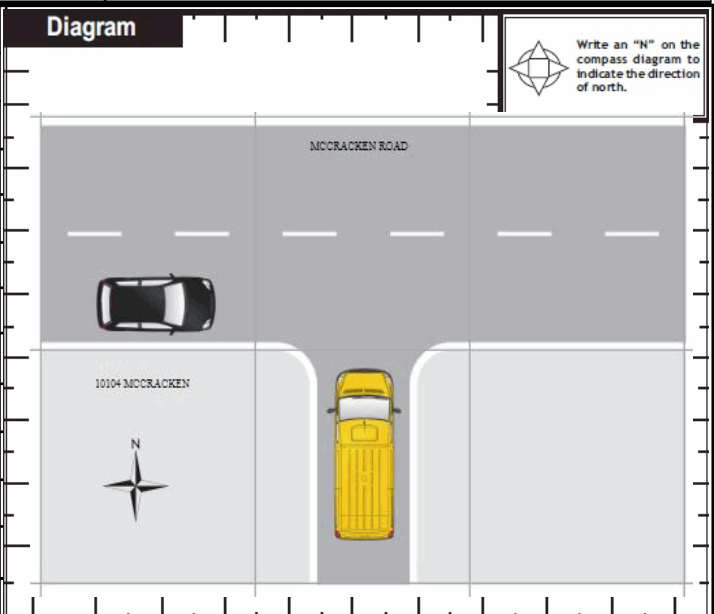 Diagram
Write an “N” on the
compass diagram to
indicate the direction
of north.
MCCRACKEN ROAD
10104 MCCRACKEN
N